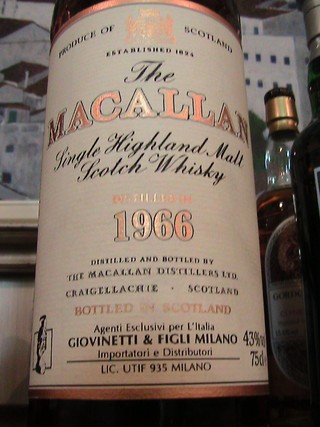 PRODUCE OF SCOTLAND
ESTABLISHED 1824
The
MACALLAN
Single Highland Malt
Scotch Whisky
DISTILLED IN
1966
DISTILLED AND BOTTLED BY
THE MACALLAN DISTILLERS LTD.
CRAIGELLACHIE · SCOTLAND
BOTTLED IN SCOTLAND
Agenti Esclusivi per L'Italia
GIOVINETTI & FIGLI MILANO
Importatori e Distributori
LIC. UTIF 935 MILANO
43%
75cl